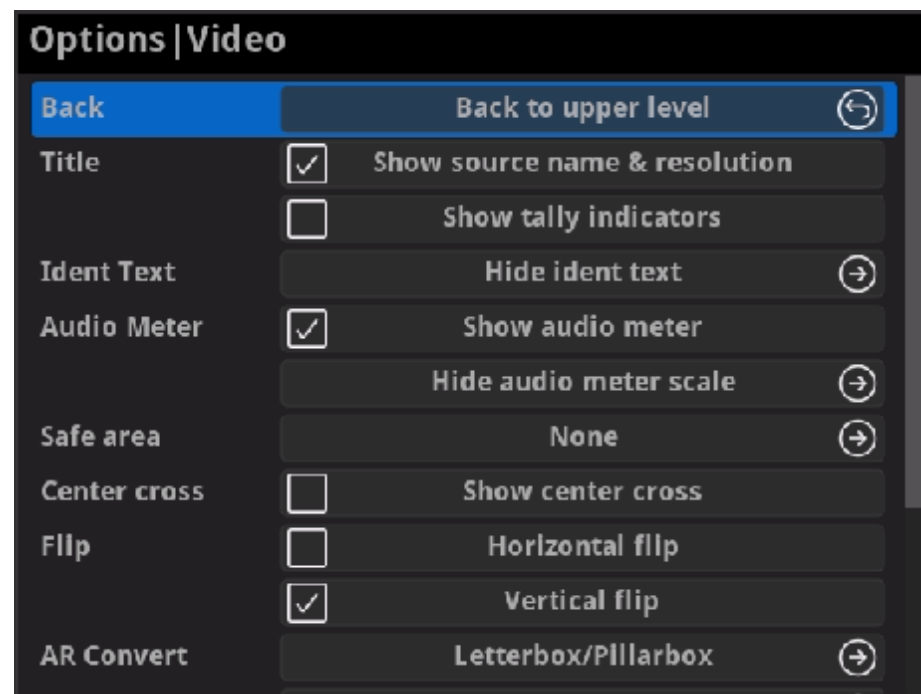 Options|Video
Back Back to upper level
Title Show source name & resolution
Show tally indicators
Ident Text Hide ident text
Audio Meter Show audio meter
Hide audio meter scale
Safe area None
Center cross Show center cross
Flip Horizontal flip
Vertical flip
AR Convert Letterbox/Pillarbox